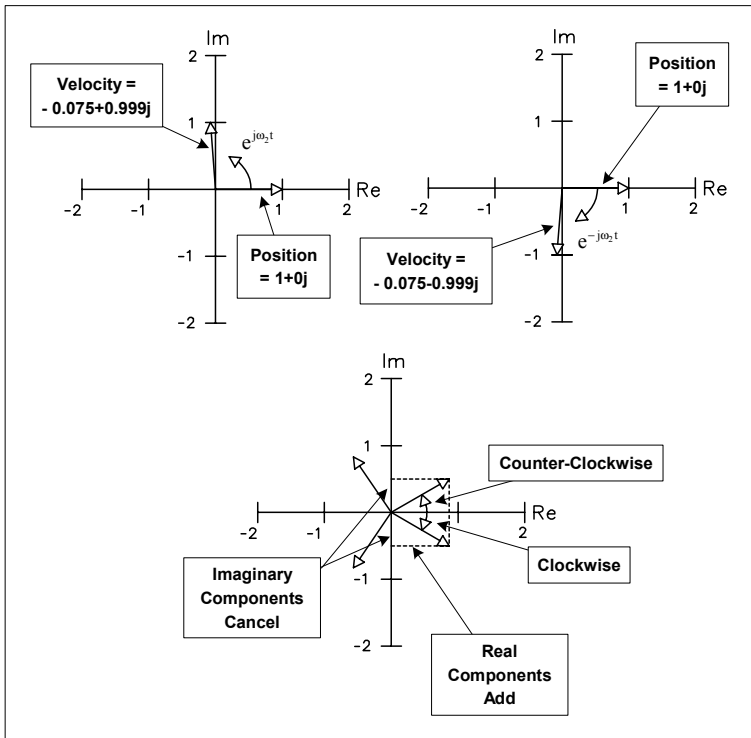 Im
2
Velocity =
- 0.075+0.999j
1
e^{jω₂t}
-2
-1
1
2
Re
Position
= 1+0j
-1
-2
Im
2
Position
= 1+0j
1
-2
-1
1
2
Re
e^{-jω₂t}
Velocity =
- 0.075-0.999j
-1
-2
Im
2
1
Counter-Clockwise
-2
-1
2
Re
Clockwise
Imaginary
Components
Cancel
-1
-2
Real
Components
Add